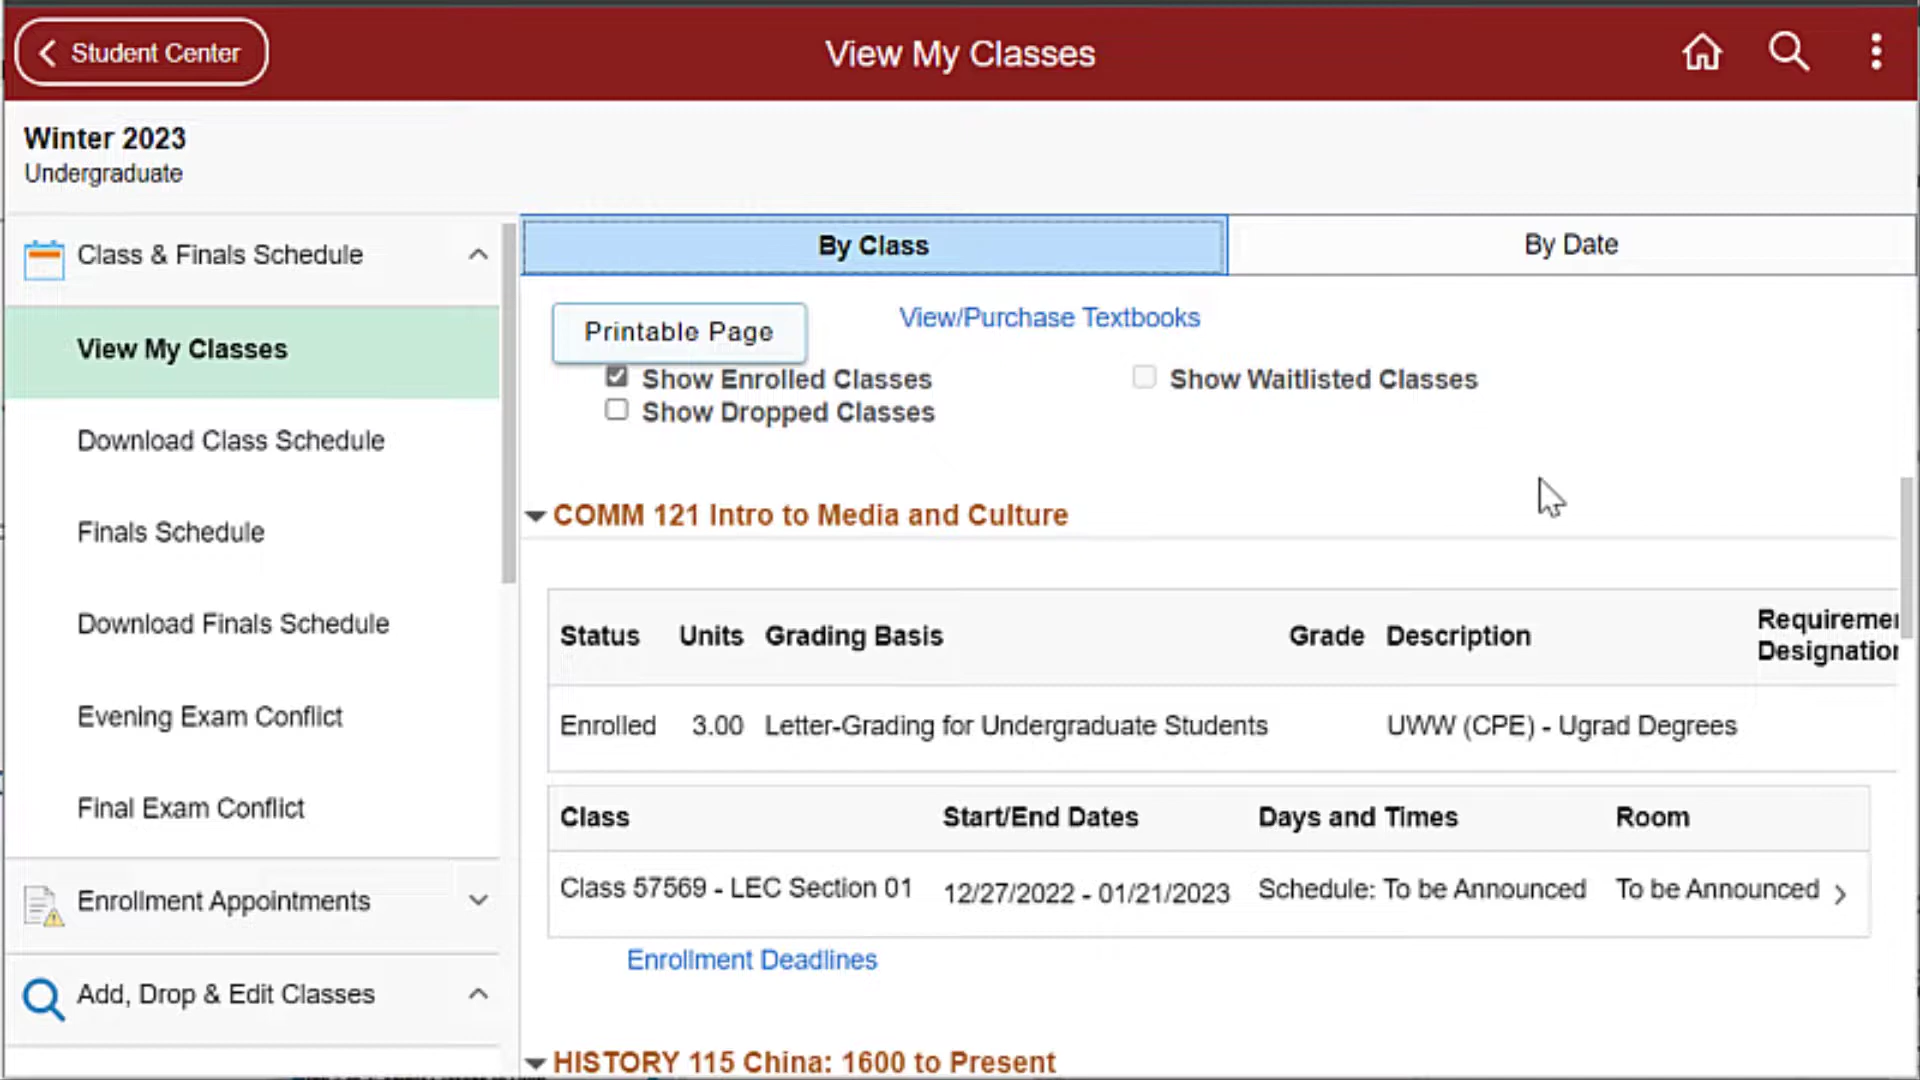 Student Center
View My Classes
Winter 2023
Undergraduate
Class & Finals Schedule
View My Classes
Download Class Schedule
Finals Schedule
Download Finals Schedule
Evening Exam Conflict
Final Exam Conflict
Enrollment Appointments
Add, Drop & Edit Classes
By Class
By Date
Printable Page
View/Purchase Textbooks
Show Enrolled Classes
Show Waitlisted Classes
Show Dropped Classes
COMM 121 Intro to Media and Culture
Status Units Grading Basis Grade Description
Requiremen
Designation
Enrolled 3.00 Letter-Grading for Undergraduate Students UWW (CPE) - Ugrad Degrees
Class Start/End Dates Days and Times Room
Class 57569 - LEC Section 01 12/27/2022 - 01/21/2023 Schedule: To be Announced To be Announced
Enrollment Deadlines
HISTORY 115 China: 1600 to Present